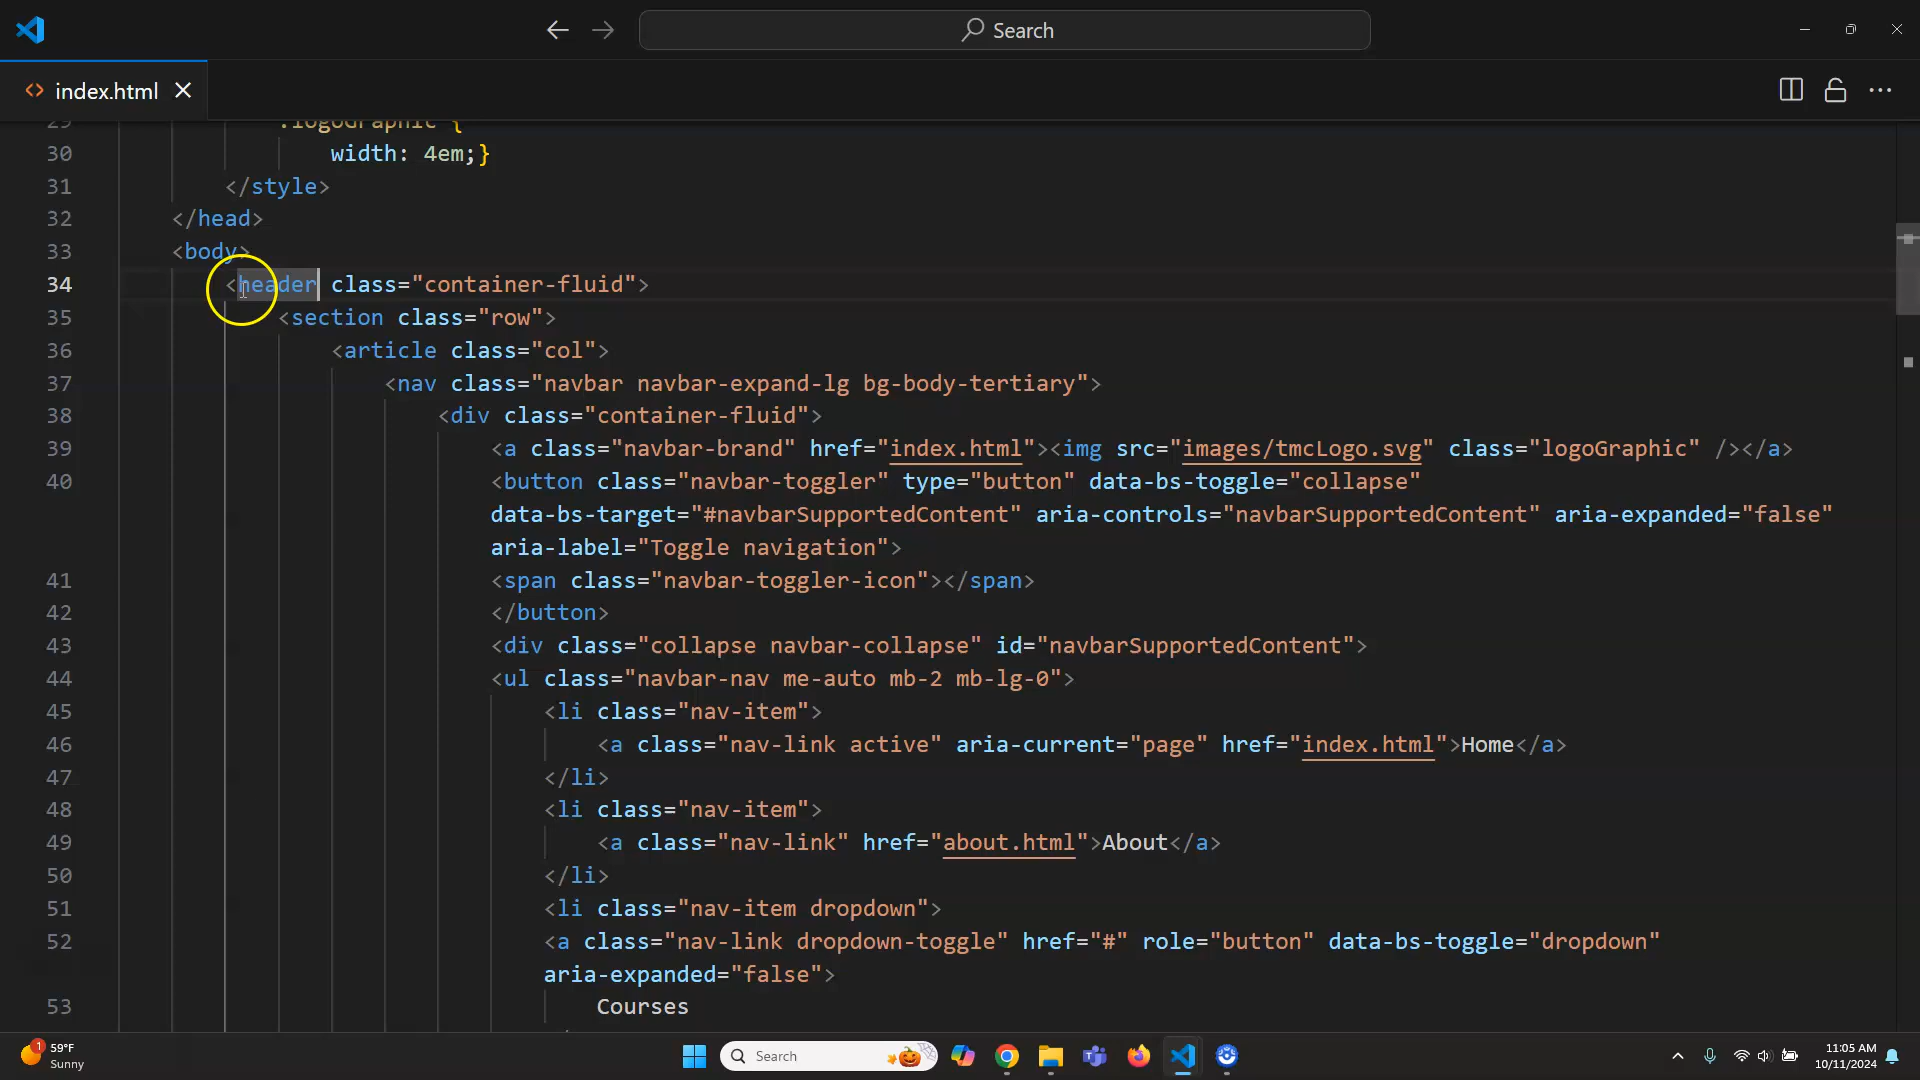 Search
index.html
29 .logoGraphic {
30 width: 4em;}
31 </style>
32 </head>
33 <body>
34 <header class="container-fluid">
35 <section class="row">
36 <article class="col">
37 <nav class="navbar navbar-expand-lg bg-body-tertiary">
38 <div class="container-fluid">
39 <a class="navbar-brand" href="index.html"><img src="images/tmcLogo.svg" class="logoGraphic" /></a>
40 <button class="navbar-toggler" type="button" data-bs-toggle="collapse"
data-bs-target="#navbarSupportedContent" aria-controls="navbarSupportedContent" aria-expanded="false"
aria-label="Toggle navigation">
41 <span class="navbar-toggler-icon"></span>
42 </button>
43 <div class="collapse navbar-collapse" id="navbarSupportedContent">
44 <ul class="navbar-nav me-auto mb-2 mb-lg-0">
45 <li class="nav-item">
46 <a class="nav-link active" aria-current="page" href="index.html">Home</a>
47 </li>
48 <li class="nav-item">
49 <a class="nav-link" href="about.html">About</a>
50 </li>
51 <li class="nav-item dropdown">
52 <a class="nav-link dropdown-toggle" href="#" role="button" data-bs-toggle="dropdown"
aria-expanded="false">
53 Courses
1
59°F
Sunny
Search
11:05 AM
10/11/2024